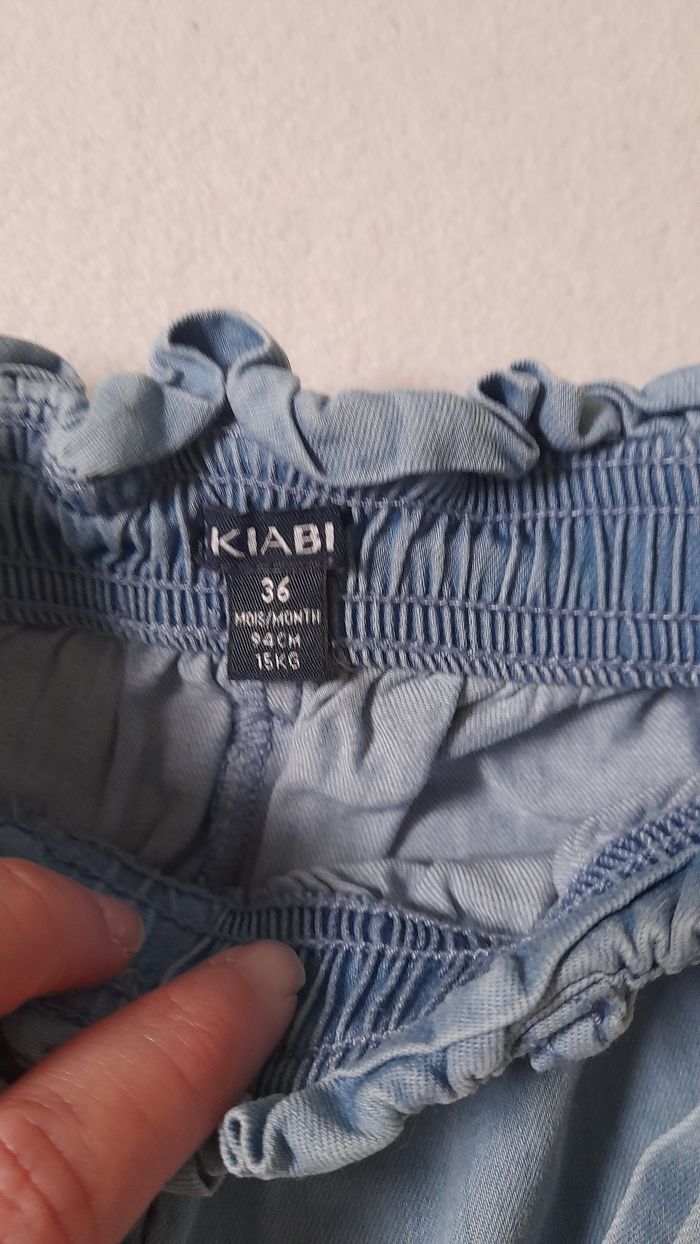 KIABI
36
MOIS/MONTH
94CM
15KG